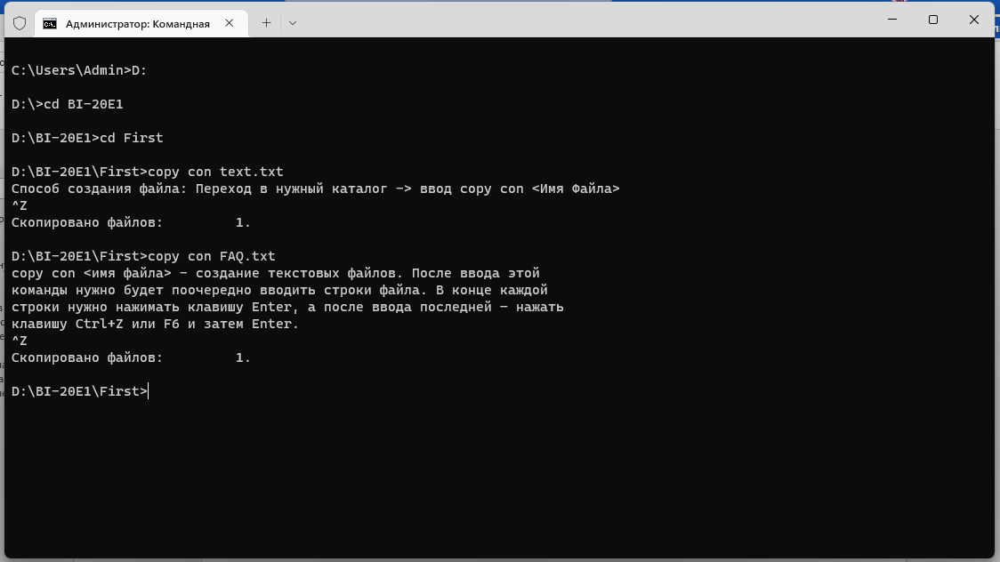 Администратор: Командная
C:\Users\Admin>D:
D:\>cd BI-20E1
D:\BI-20E1>cd First
D:\BI-20E1\First>copy con text.txt
Способ создания файла: Переход в нужный каталог -> ввод copy con <Имя Файла>
^Z
Скопировано файлов:         1.
D:\BI-20E1\First>copy con FAQ.txt
copy con <имя файла> – создание текстовых файлов. После ввода этой
команды нужно будет поочередно вводить строки файла. В конце каждой
строки нужно нажимать клавишу Enter, а после ввода последней – нажать
клавишу Ctrl+Z или F6 и затем Enter.
^Z
Скопировано файлов:         1.
D:\BI-20E1\First>